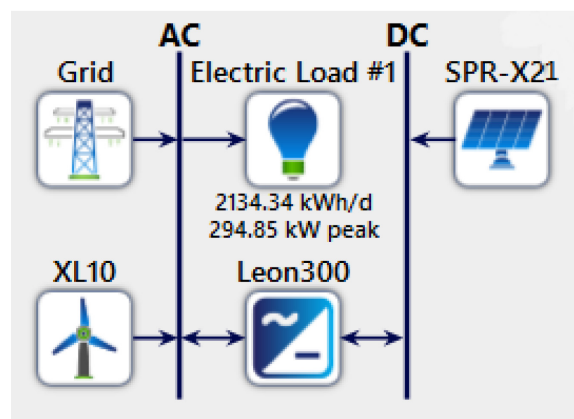 AC DC
Grid Electric Load #1 SPR-X21
2134.34 kWh/d
294.85 kW peak
XL10 Leon300